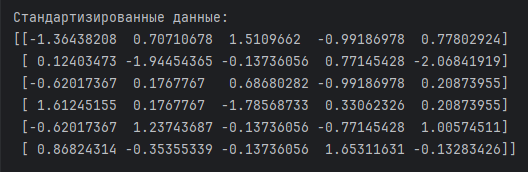 Стандартизированные данные:
[[-1.36438208  0.70710678  1.5109662  -0.99186978  0.77802924]
 [ 0.12403473 -1.94454365 -0.13736056  0.77145428 -2.06841919]
 [-0.62017367  0.1767767   0.68680282 -0.99186978  0.20873955]
 [ 1.61245155  0.1767767  -1.78568733  0.33062326  0.20873955]
 [-0.62017367  1.23743687 -0.13736056 -0.77145428  1.00574511]
 [ 0.86824314 -0.35355339 -0.13736056  1.65311631 -0.13283426]]